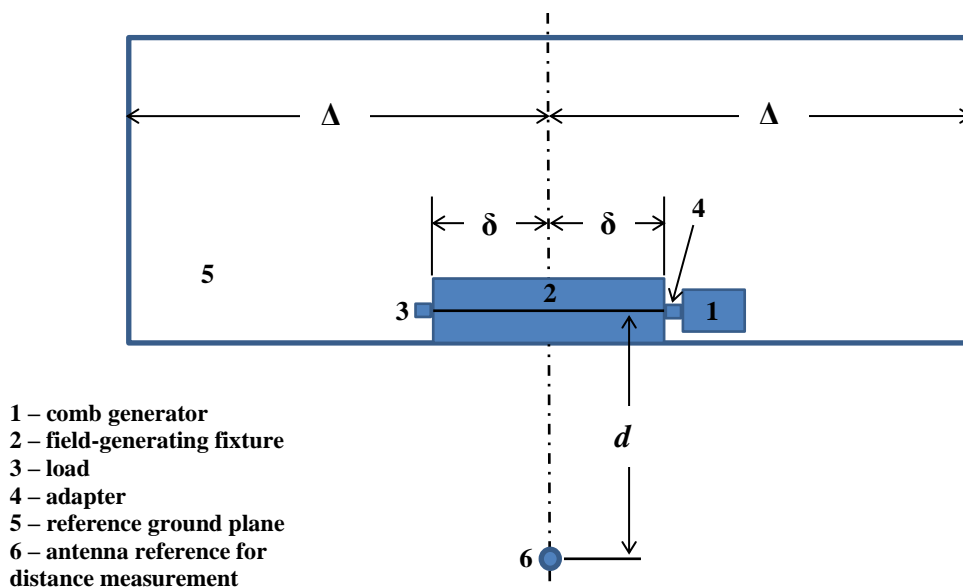 Δ
Δ
4
δ
δ
5
2
3
1
d
1 – comb generator
2 – field-generating fixture
3 – load
4 – adapter
5 – reference ground plane
6 – antenna reference for
distance measurement
6